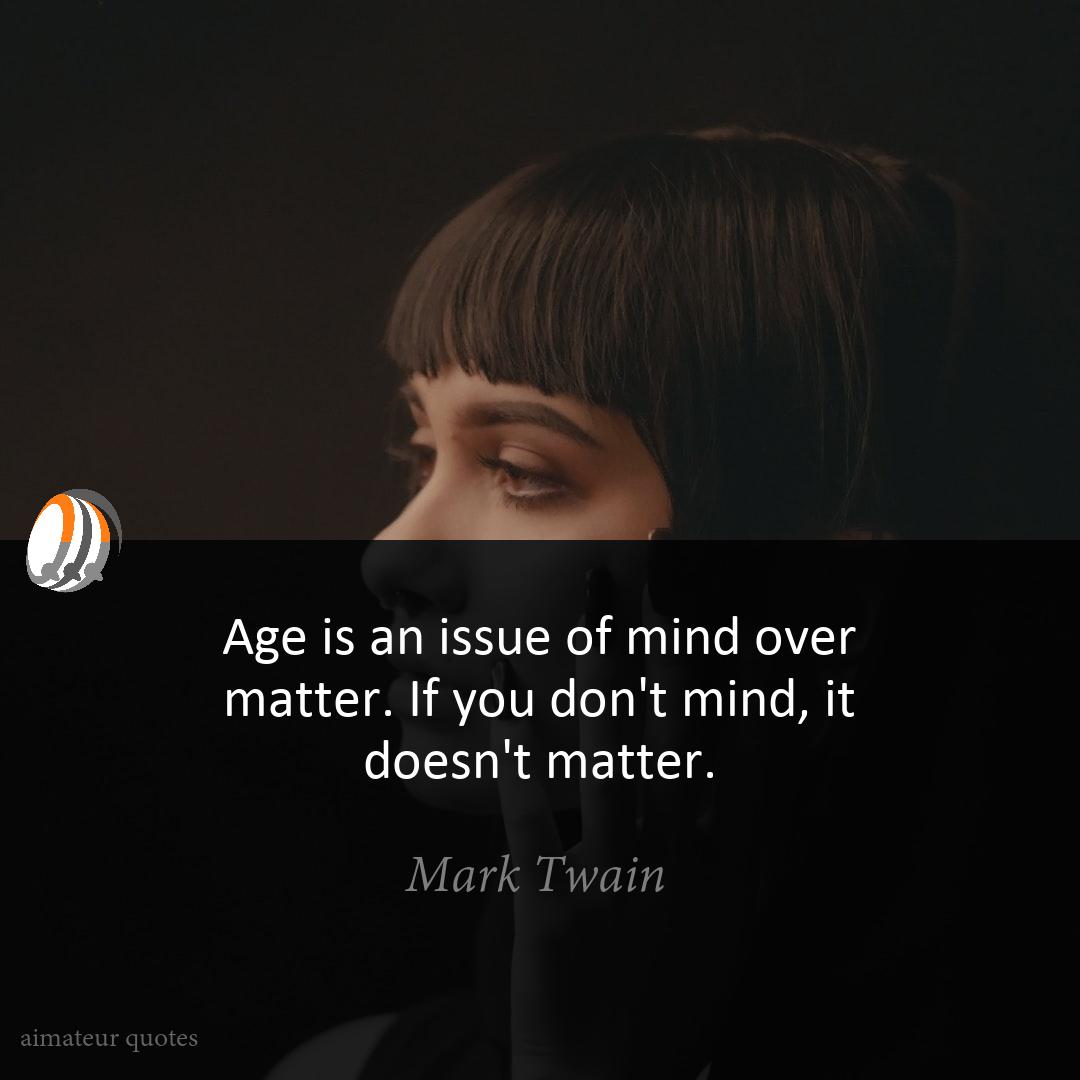 Age is an issue of mind over
matter. If you don't mind, it
doesn't matter.
Mark Twain
aimateur quotes